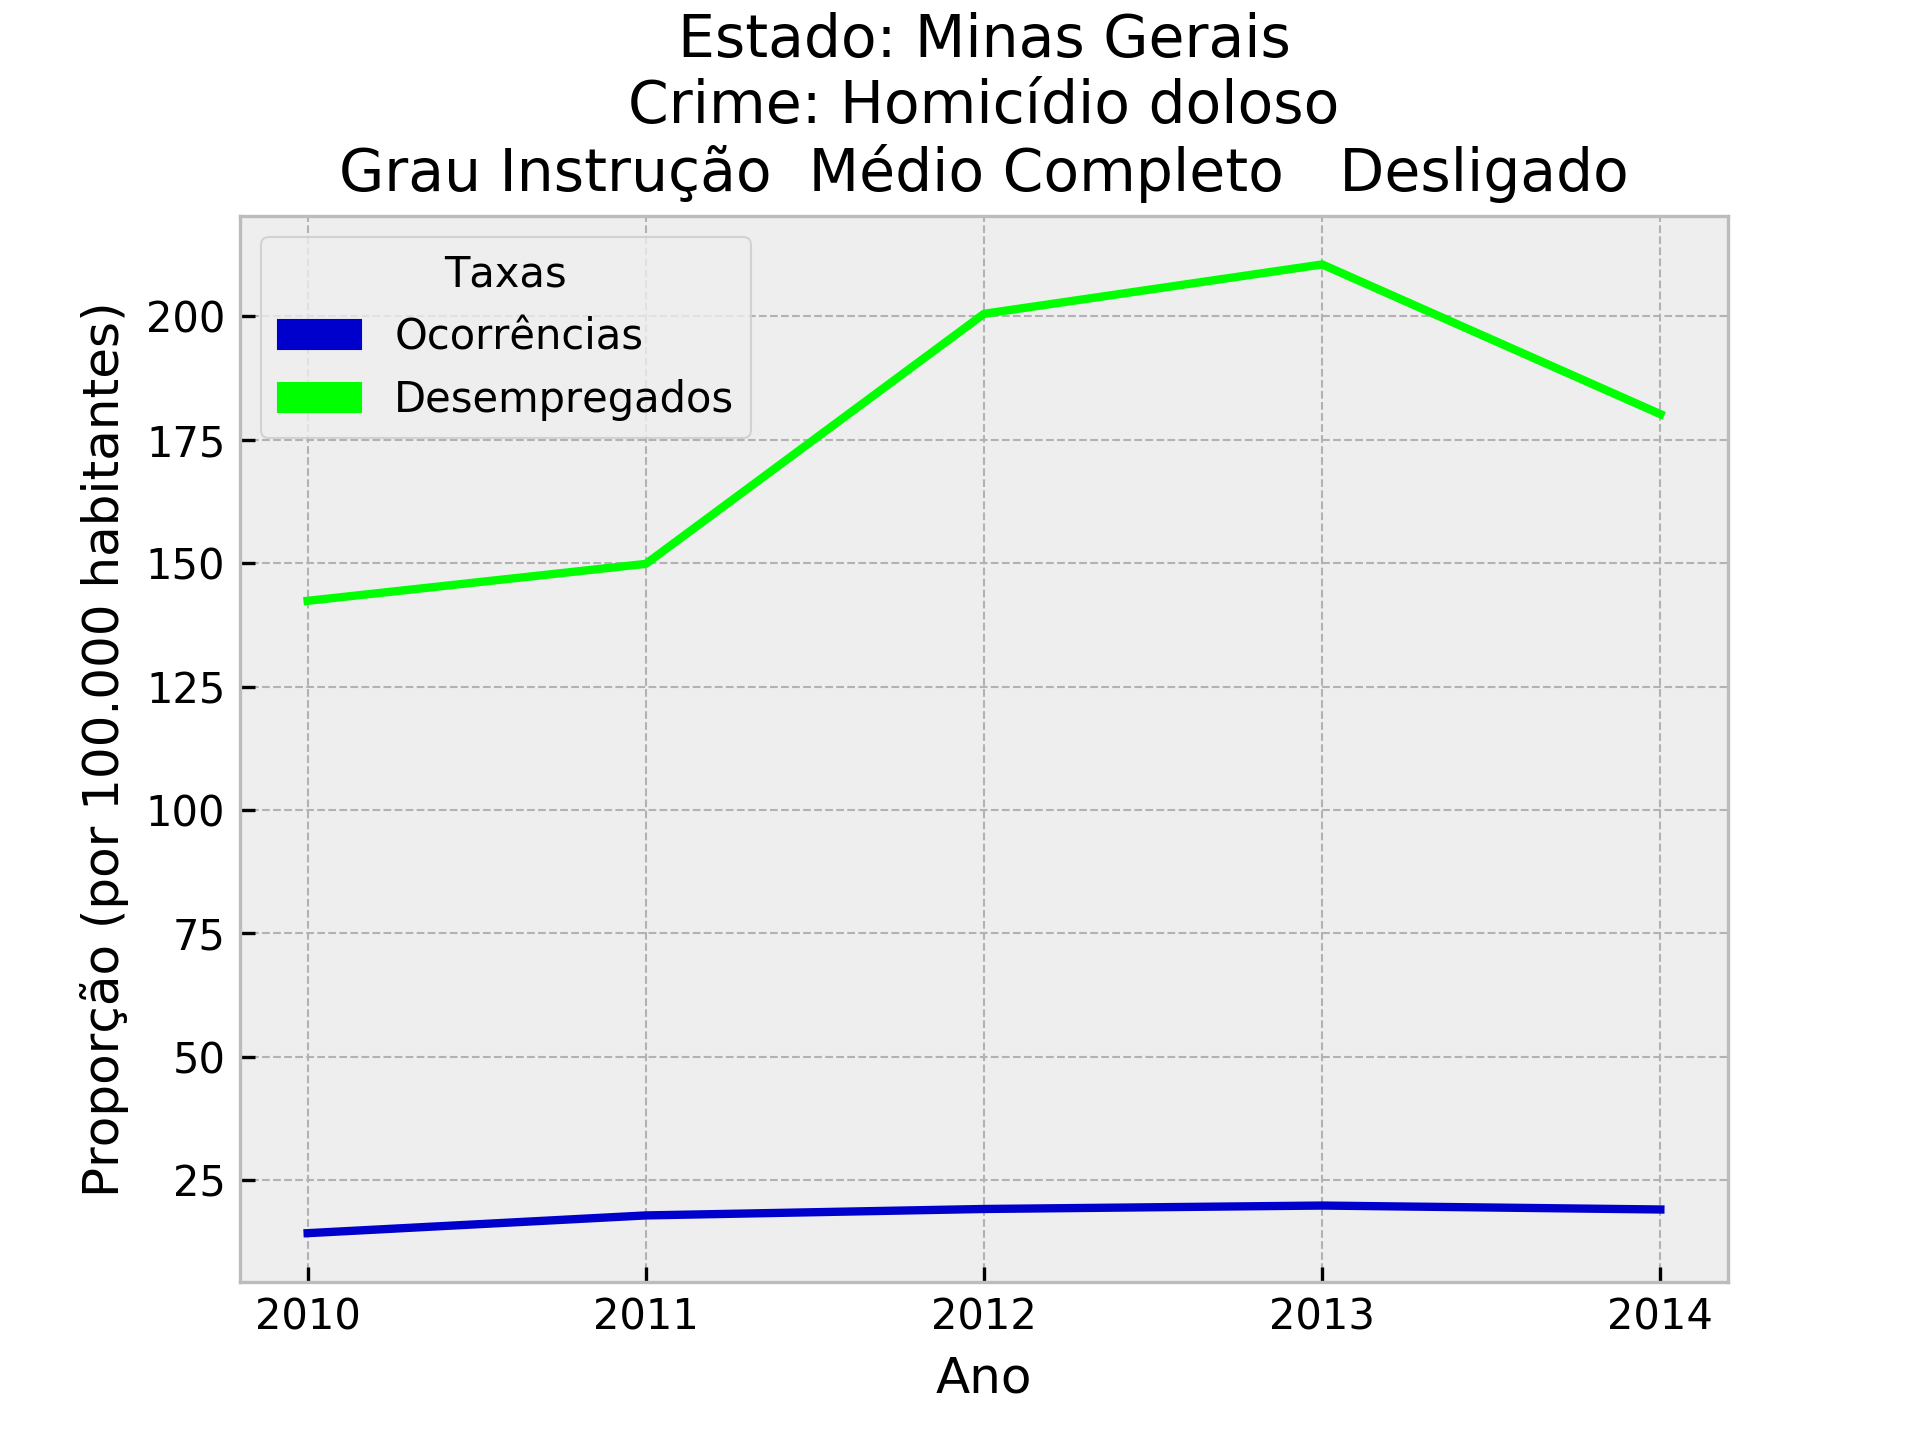 Estado: Minas Gerais
Crime: Homicídio doloso
Grau Instrução  Médio Completo   Desligado
Taxas
Ocorrências
Desempregados
Proporção (por 100.000 habitantes)
200
175
150
125
100
75
50
25
2010 2011 2012 2013 2014
Ano